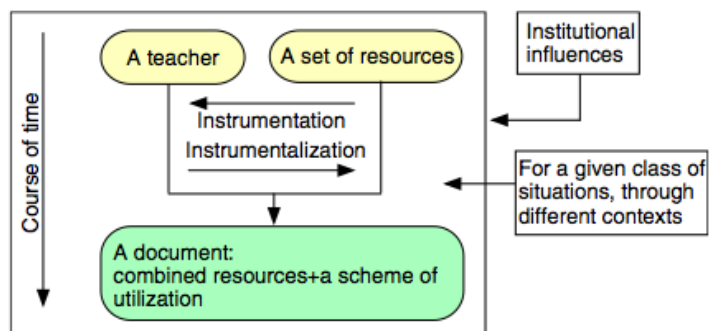 A teacher
A set of resources
Institutional
influences
Instrumentation
Instrumentalization
Course of time
For a given class of
situations, through
different contexts
A document:
combined resources+a scheme of
utilization